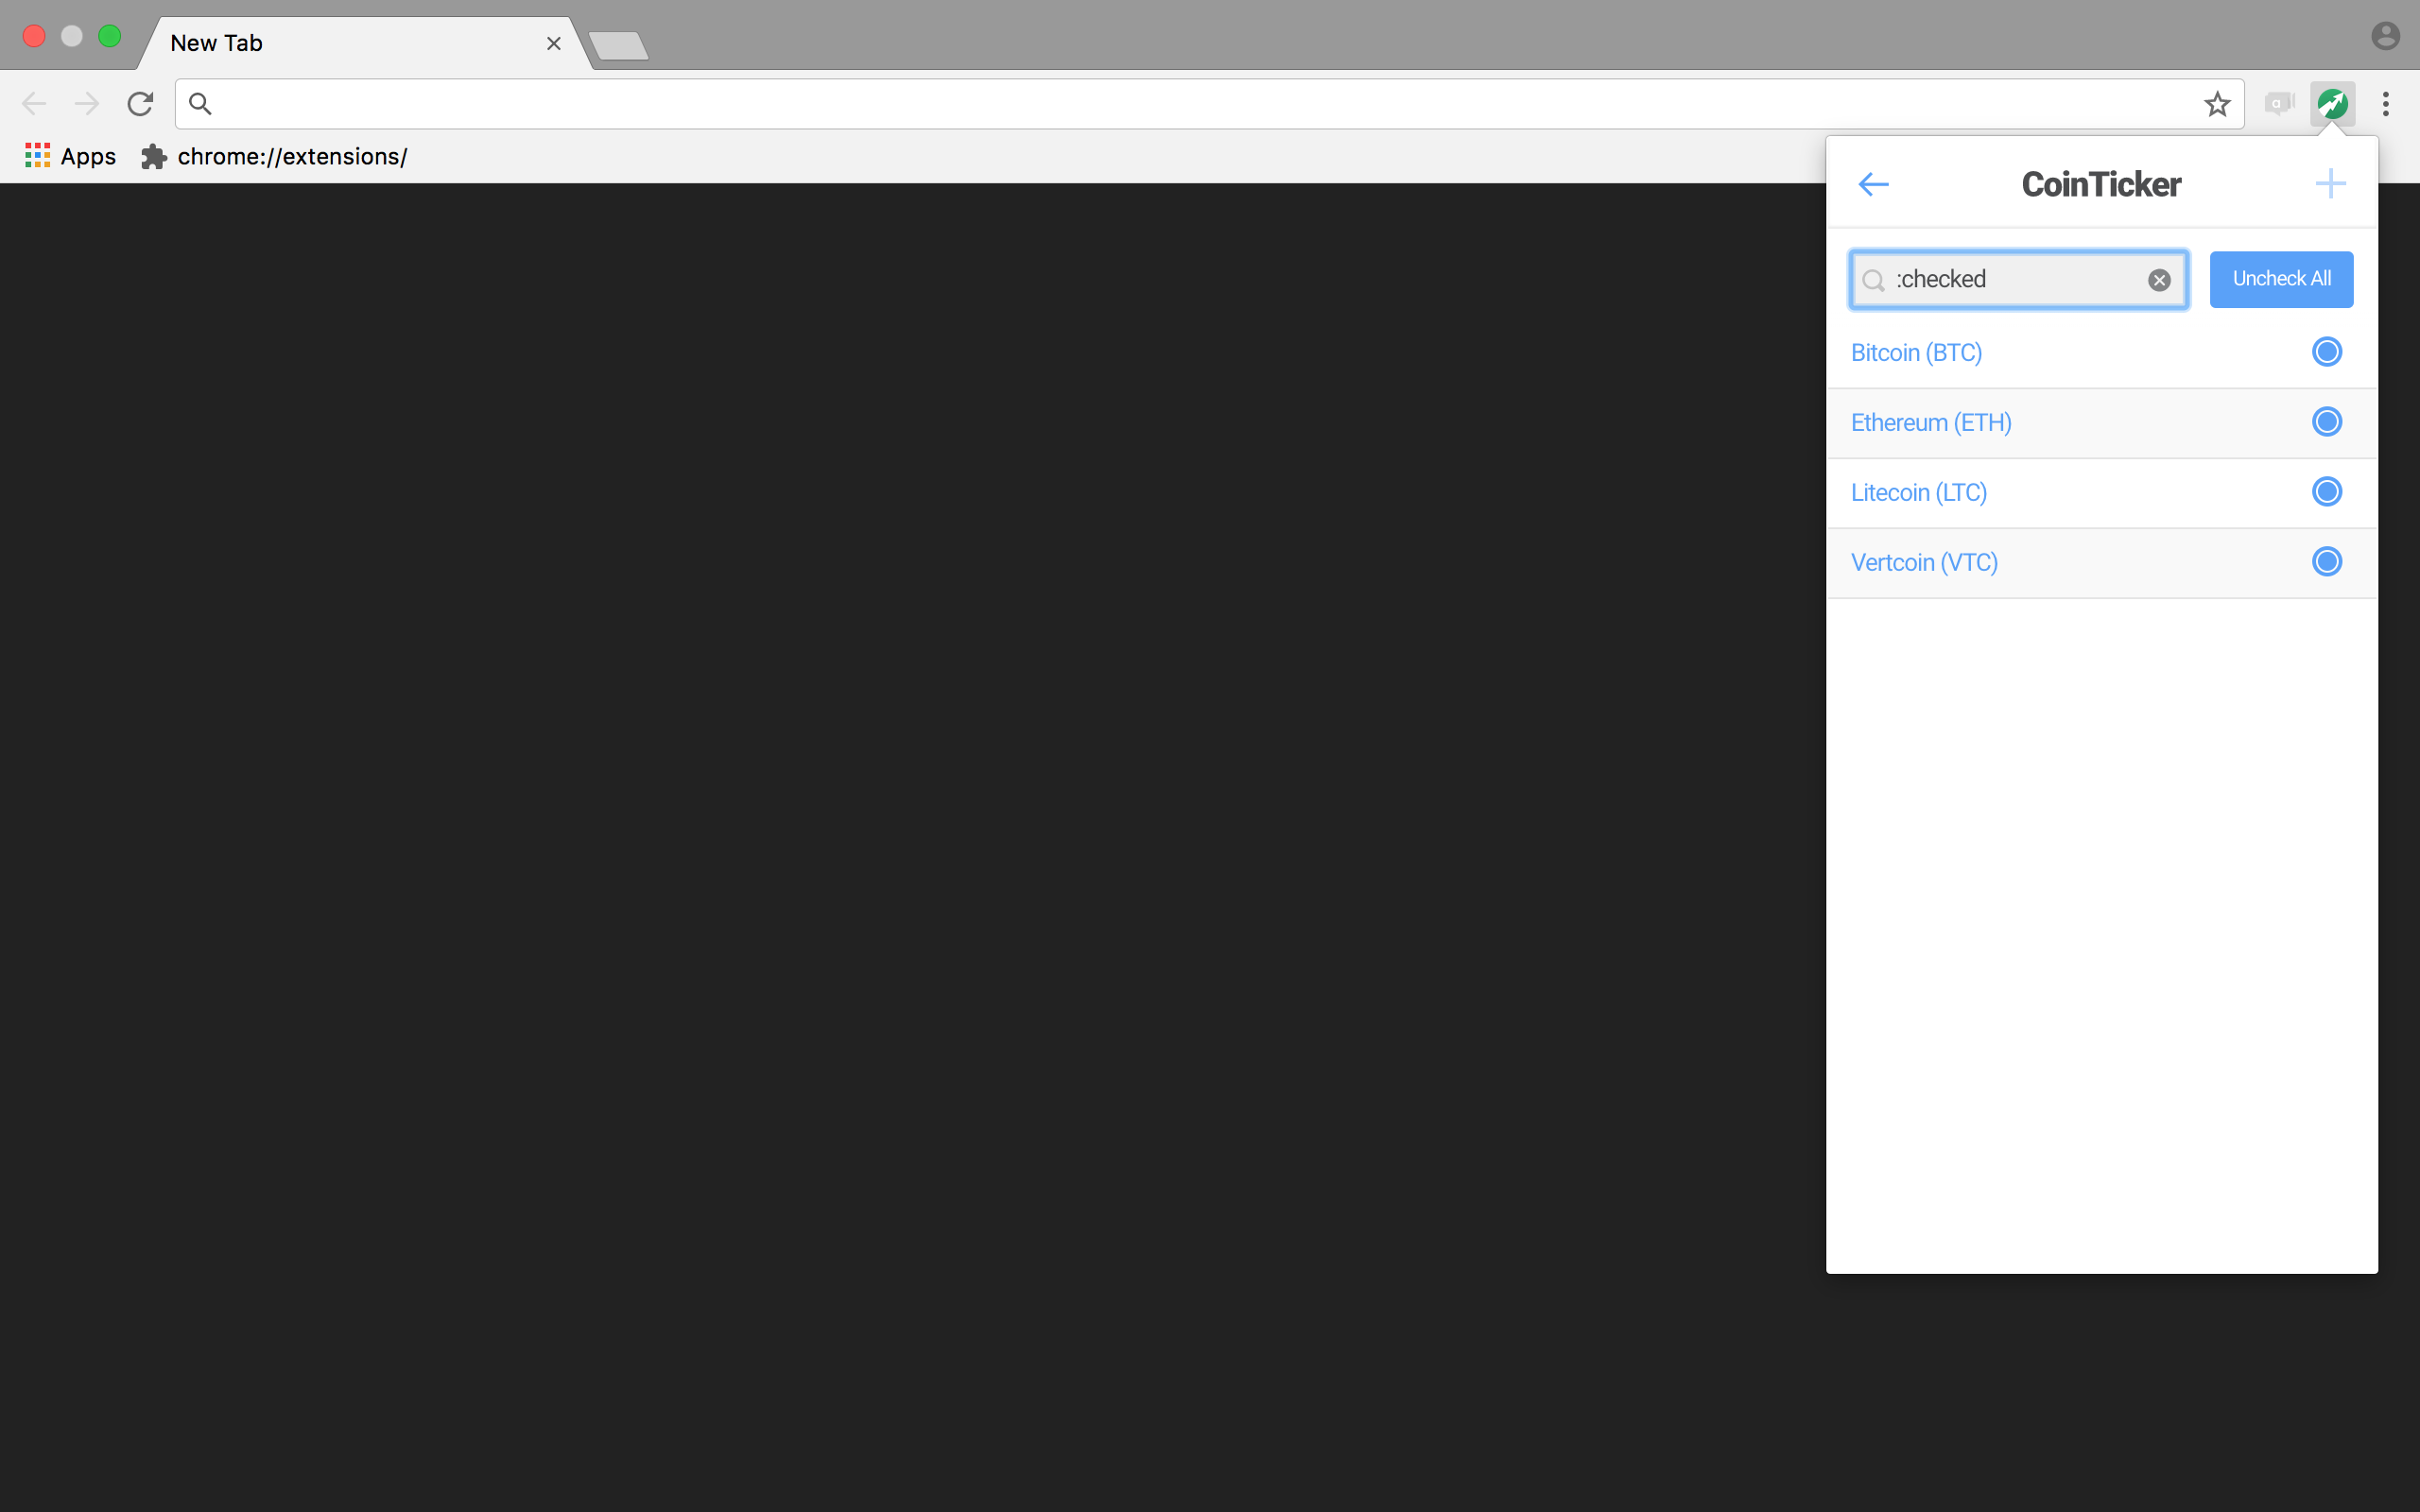 New Tab
Apps
chrome://extensions/
CoinTicker
:checked
Uncheck All
Bitcoin (BTC)
Ethereum (ETH)
Litecoin (LTC)
Vertcoin (VTC)